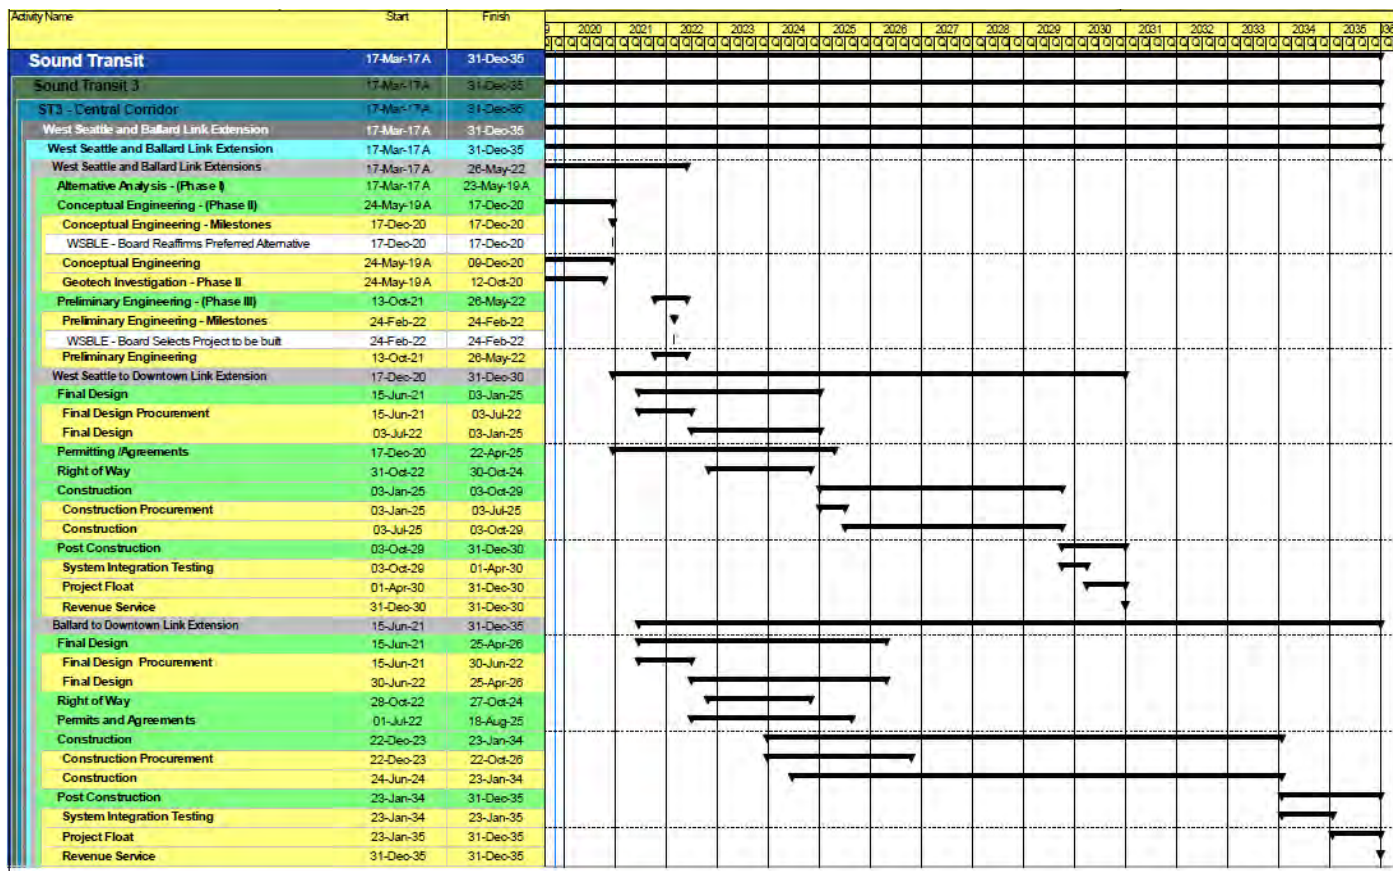 Activity Name Start Finish
9 2020 2021 2022 2023 2024 2025 2026 2027 2028 2029 2030 2031 2032 2033 2034 2035 036
Q Q Q Q Q Q Q Q Q Q Q Q Q Q Q Q Q Q Q Q Q Q Q Q Q Q Q Q Q Q Q Q Q Q Q Q Q Q Q Q Q Q Q Q Q Q Q Q Q Q Q Q Q Q Q Q Q Q Q Q Q Q Q Q Q Q
Sound Transit 17-Mar-17 A 31-Dec-35
Sound Transit 3 17-Mar-17 A 31-Dec-35
ST3 - Central Corridor 17-Mar-17 A 31-Dec-35
West Seattle and Ballard Link Extension 17-Mar-17 A 31-Dec-35
West Seattle and Ballard Link Extension 17-Mar-17 A 31-Dec-35
West Seattle and Ballard Link Extensions 17-Mar-17 A 26-May-22
Alternative Analysis - (Phase I) 17-Mar-17 A 23-May-19 A
Conceptual Engineering - (Phase II) 24-May-19 A 17-Dec-20
Conceptual Engineering - Milestones 17-Dec-20 17-Dec-20
WSBLE - Board Reaffirms Preferred Alternative 17-Dec-20 17-Dec-20
Conceptual Engineering 24-May-19 A 09-Dec-20
Geotech Investigation - Phase II 24-May-19 A 12-Oct-20
Preliminary Engineering - (Phase III) 13-Oct-21 26-May-22
Preliminary Engineering - Milestones 24-Feb-22 24-Feb-22
WSBLE - Board Selects Project to be built 24-Feb-22 24-Feb-22
Preliminary Engineering 13-Oct-21 26-May-22
West Seattle to Downtown Link Extension 17-Dec-20 31-Dec-30
Final Design 15-Jun-21 03-Jan-25
Final Design Procurement 15-Jun-21 03-Jul-22
Final Design 03-Jul-22 03-Jan-25
Permitting /Agreements 17-Dec-20 22-Apr-25
Right of Way 31-Oct-22 30-Oct-24
Construction 03-Jan-25 03-Oct-29
Construction Procurement 03-Jan-25 03-Jul-25
Construction 03-Jul-25 03-Oct-29
Post Construction 03-Oct-29 31-Dec-30
System Integration Testing 03-Oct-29 01-Apr-30
Project Float 01-Apr-30 31-Dec-30
Revenue Service 31-Dec-30 31-Dec-30
Ballard to Downtown Link Extension 15-Jun-21 31-Dec-35
Final Design 15-Jun-21 25-Apr-26
Final Design Procurement 15-Jun-21 30-Jun-22
Final Design 30-Jun-22 25-Apr-26
Right of Way 28-Oct-22 27-Oct-24
Permits and Agreements 01-Jul-22 18-Aug-25
Construction 22-Dec-23 23-Jan-34
Construction Procurement 22-Dec-23 22-Oct-26
Construction 24-Jun-24 23-Jan-34
Post Construction 23-Jan-34 31-Dec-35
System Integration Testing 23-Jan-34 23-Jan-35
Project Float 23-Jan-35 31-Dec-35
Revenue Service 31-Dec-35 31-Dec-35